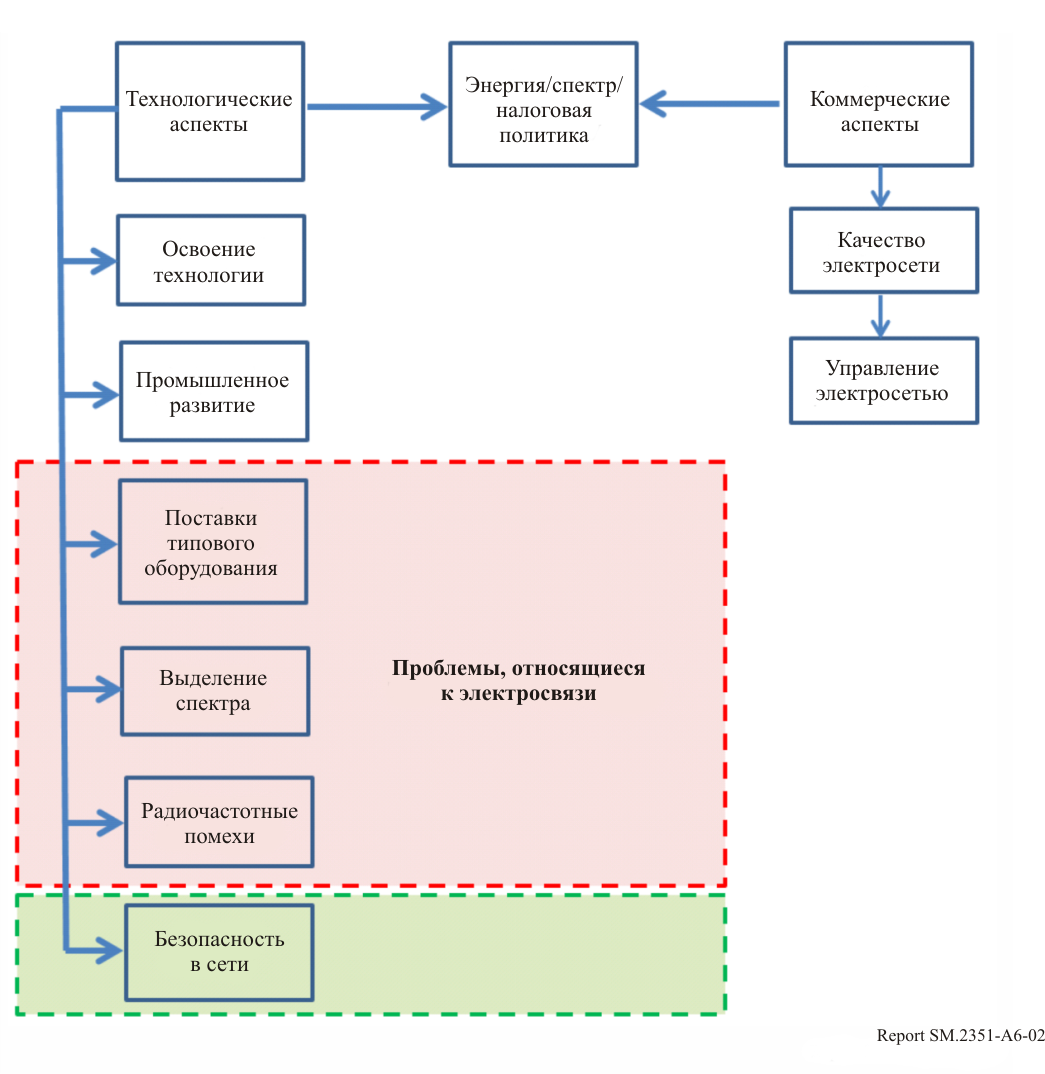 Технологические
аспекты
Энергия/спектр/
налоговая
политика
Коммерческие
аспекты
Освоение
технологии
Качество
электросети
Промышленное
развитие
Управление
электросетью
Поставки
типового
оборудования
Выделение
спектра
Проблемы, относящиеся
к электросвязи
Радиочастотные
помехи
Безопасность
в сети
Report SM.2351-A6-02